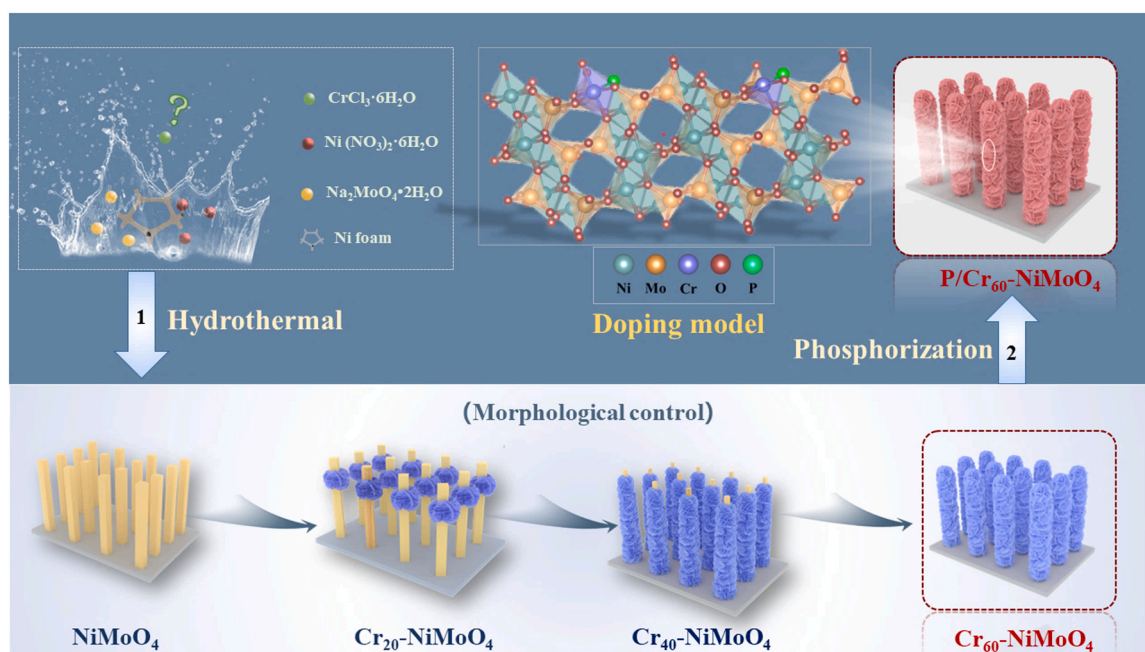 ?
CrCl₃·6H₂O
Ni (NO₃)₂·6H₂O
Na₂MoO₄•2H₂O
Ni foam
Ni Mo Cr O P
Doping model
P/Cr₆₀-NiMoO₄
1 Hydrothermal
Phosphorization 2
(Morphological control)
NiMoO₄
Cr₂₀-NiMoO₄
Cr₄₀-NiMoO₄
Cr₆₀-NiMoO₄